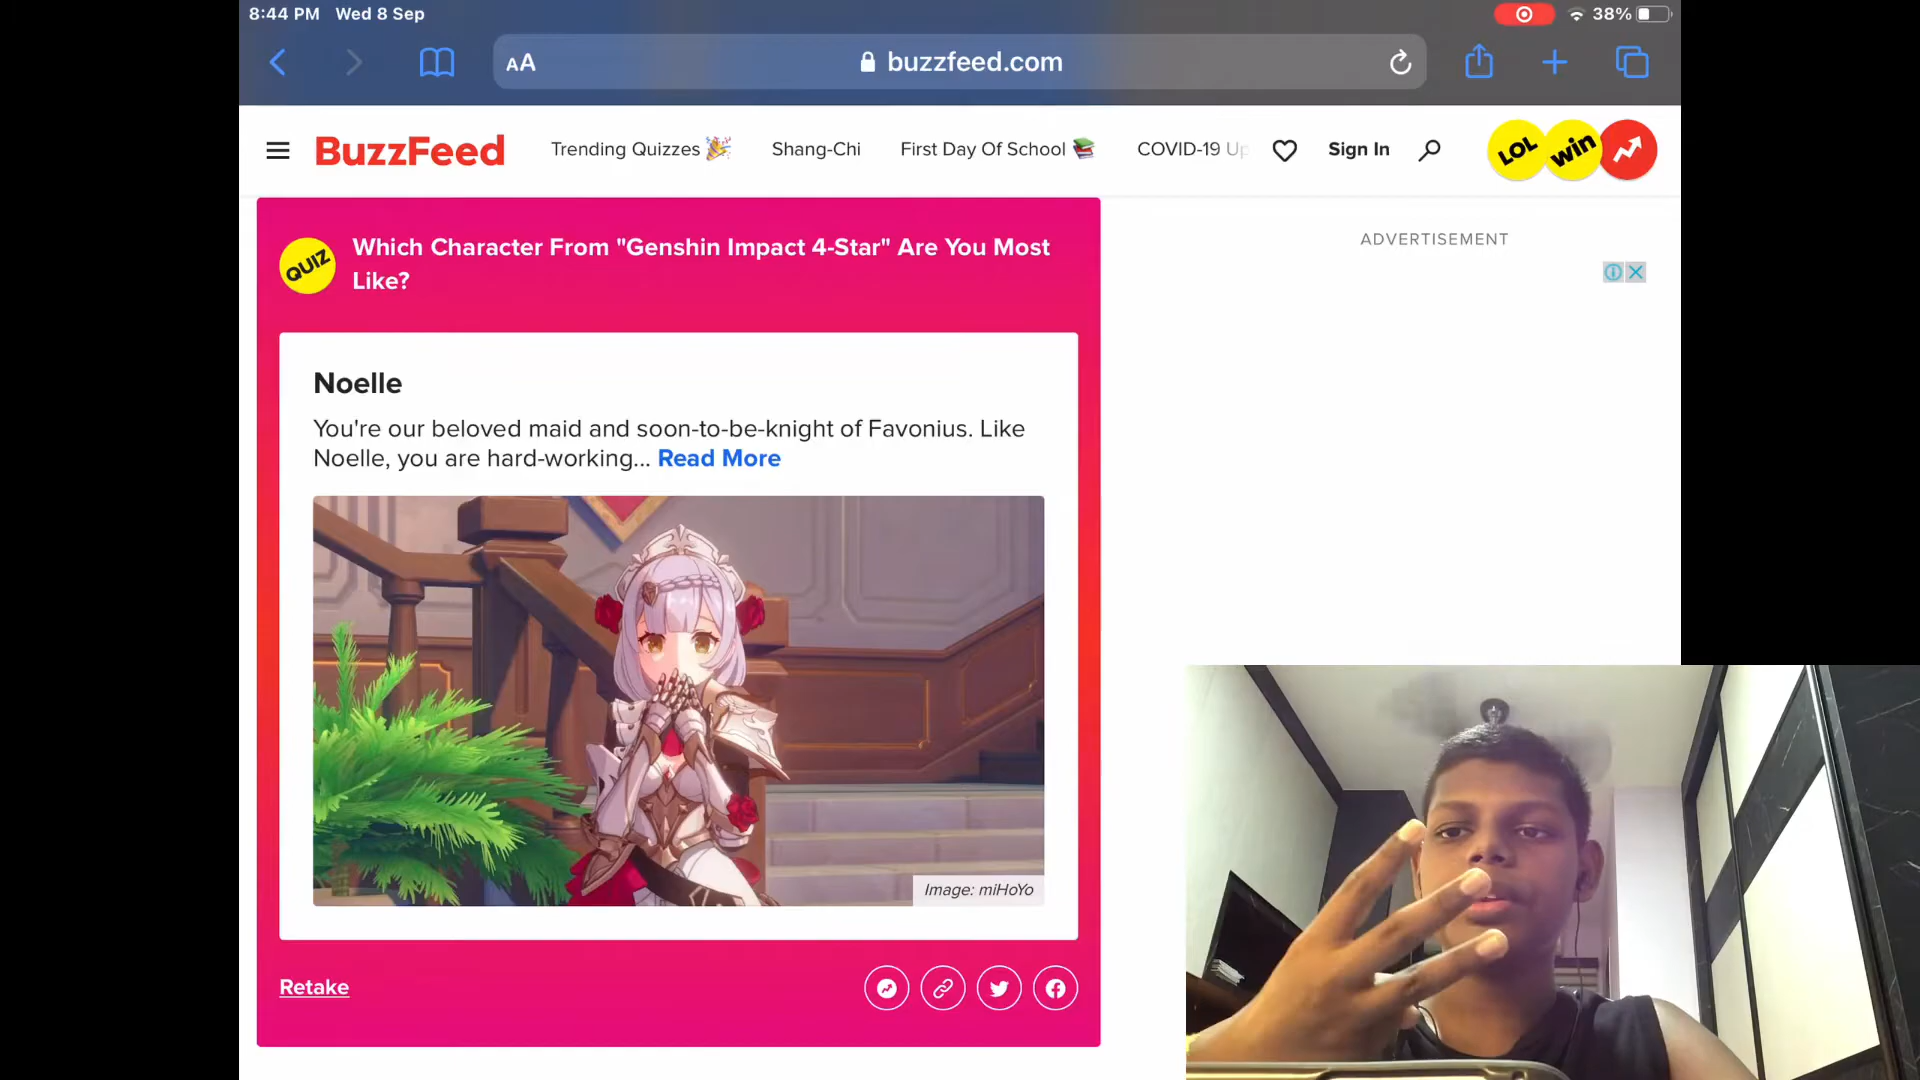 8:44 PM Wed 8 Sep
38%
AA
buzzfeed.com
BuzzFeed
Trending Quizzes
Shang-Chi
First Day Of School
COVID-19 Up
Sign In
LOL
win
QUIZ
Which Character From "Genshin Impact 4-Star" Are You Most
Like?
ADVERTISEMENT
Noelle
You're our beloved maid and soon-to-be-knight of Favonius. Like
Noelle, you are hard-working... Read More
Image: miHoYo
Retake